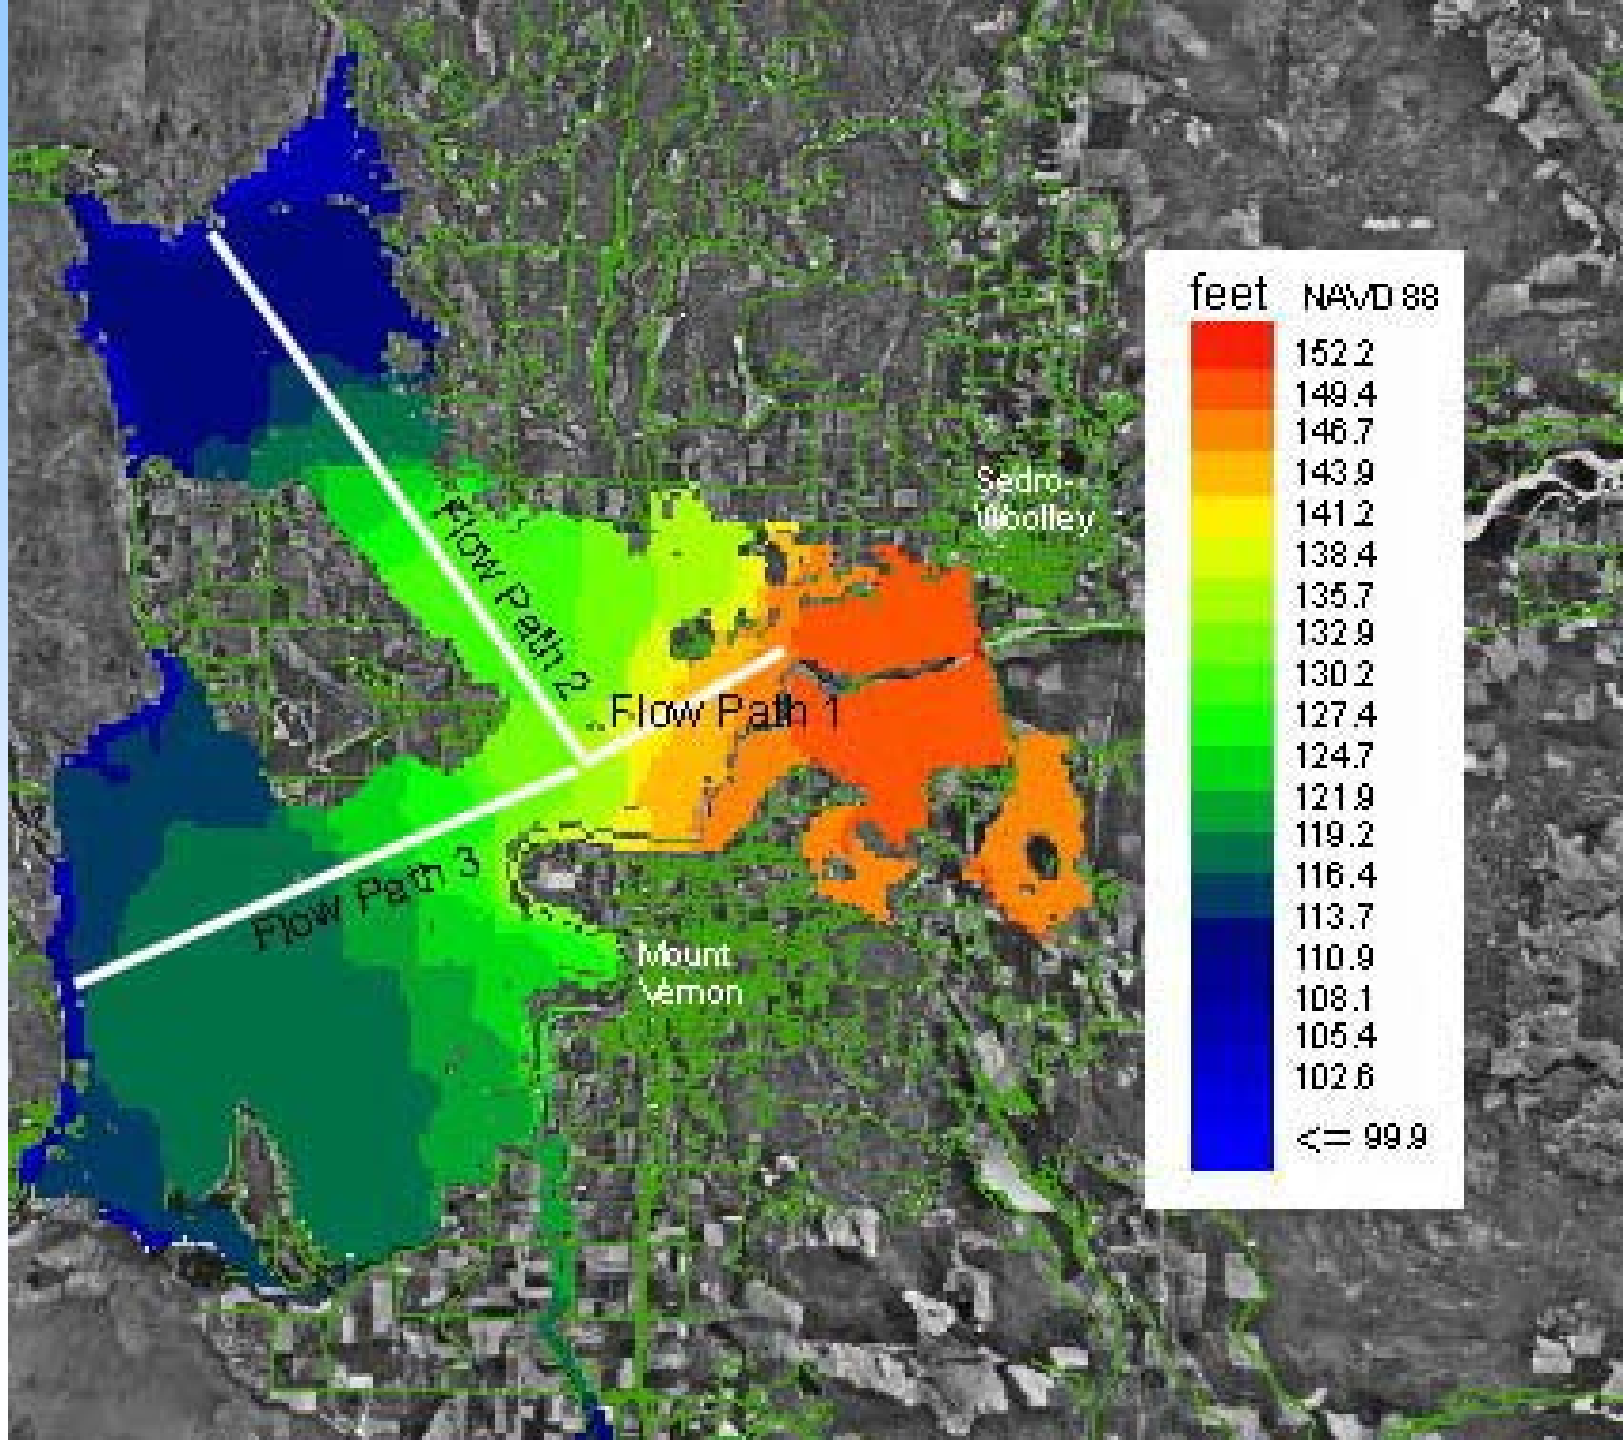 feet NAVD 88
152.2
149.4
146.7
143.9
141.2
138.4
135.7
132.9
130.2
127.4
124.7
121.9
119.2
116.4
113.7
110.9
108.1
105.4
102.6
<= 99.9
Sedro-
Woolley
Flow Path 2
Flow Path 1
Flow Path 3
Mount
Vernon